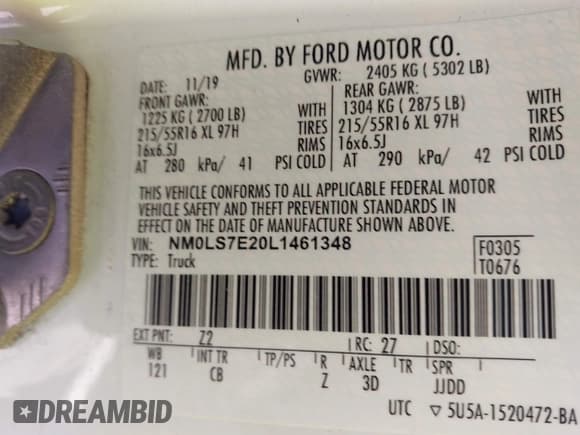 MFD. BY FORD MOTOR CO.
DATE: 11/19 GVWR: 2405 KG ( 5302 LB)
FRONT GAWR: REAR GAWR:
1225 KG ( 2700 LB) WITH 1304 KG ( 2875 LB) WITH
215/55R16 XL 97H TIRES 215/55R16 XL 97H TIRES
16x6.5J RIMS 16x6.5J RIMS
AT 280 kPa/ 41 PSI COLD AT 290 kPa/ 42 PSI COLD
THIS VEHICLE CONFORMS TO ALL APPLICABLE FEDERAL MOTOR
VEHICLE SAFETY AND THEFT PREVENTION STANDARDS IN
EFFECT ON THE DATE OF MANUFACTURE SHOWN ABOVE.
VIN: NM0LS7E20L1461348 F0305
TYPE: Truck T0676
EXT PNT: Z2 RC: 27 DSO:
WB INT TR TP/PS R AXLE TR SPR
121 CB Z 3D JJDD
UTC ▽ 5U5A-1520472-BA
DREAMBID